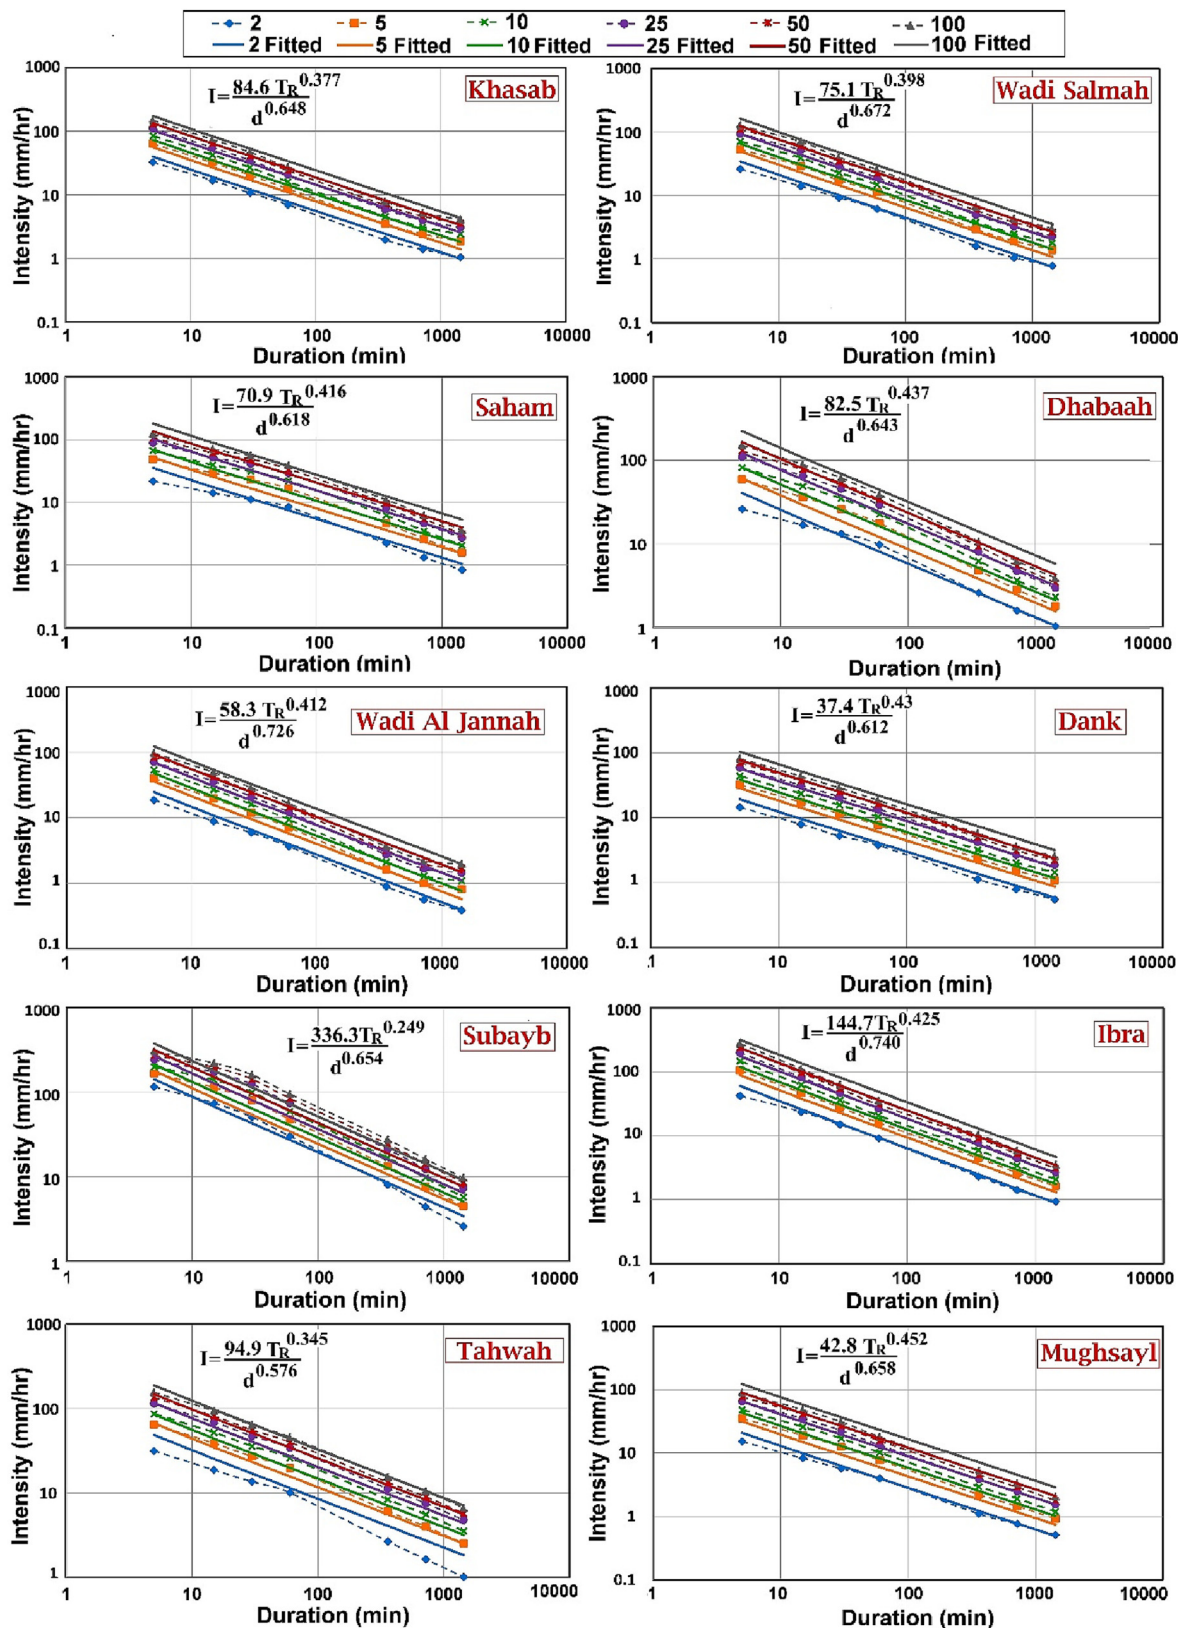 2 5 10 25 50 100
2 Fitted 5 Fitted 10 Fitted 25 Fitted 50 Fitted 100 Fitted
Intensity (mm/hr)
1000
100
10
1
0.1
I=84.6 TR^0.377 / d^0.648
Khasab
1 10 100 1000 10000
Duration (min)
Intensity (mm/hr)
1000
100
10
1
0.1
I=75.1 TR^0.398 / d^0.672
Wadi Salmah
1 10 100 1000 10000
Duration (min)
Intensity (mm/hr)
1000
100
10
1
0.1
I=70.9 TR^0.416 / d^0.618
Saham
1 10 100 1000 10000
Duration (min)
Intensity (mm/hr)
1000
100
10
1
I=82.5 TR^0.437 / d^0.643
Dhabaah
1 10 100 1000 10000
Duration (min)
Intensity (mm/hr)
1000
100
10
1
0.1
I=58.3 TR^0.412 / d^0.726
Wadi Al Jannah
1 10 100 1000 10000
Duration (min)
Intensity (mm/hr)
1000
100
10
1
0.1
I=37.4 TR^0.43 / d^0.612
Dank
.1 10 100 1000 10000
Duration (min)
Intensity (mm/hr)
1000
100
10
1
I=336.3TR^0.249 / d^0.654
Subayb
1 10 100 1000 10000
Duration (min)
Intensity (mm/hr)
1000
100
10
1
0.1
I=144.7TR^0.425 / d^0.740
Ibra
1 10 100 1000 10000
Duration (min)
Intensity (mm/hr)
1000
100
10
1
I=94.9 TR^0.345 / d^0.576
Tahwah
1 10 100 1000 10000
Duration (min)
Intensity (mm/hr)
1000
100
10
1
0.1
I=42.8 TR^0.452 / d^0.658
Mughsayl
1 10 100 1000 10000
Duration (min)